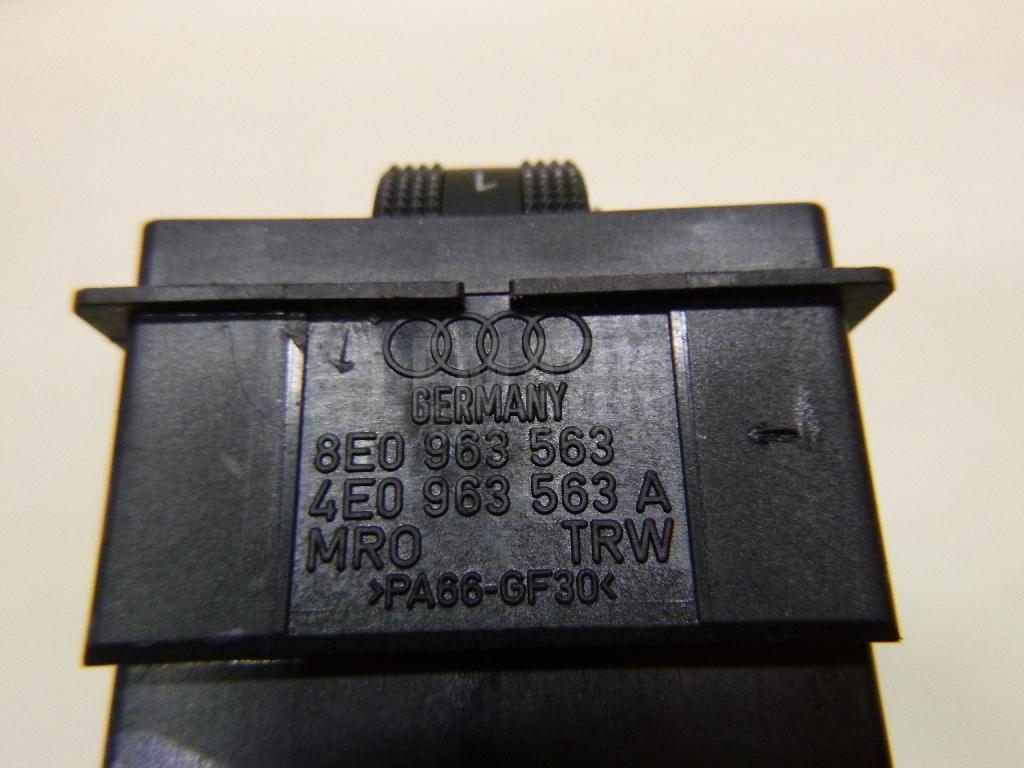 GERMANY
8E0 963 563
4E0 963 563 A
MRO TRW
>PA66-GF30<